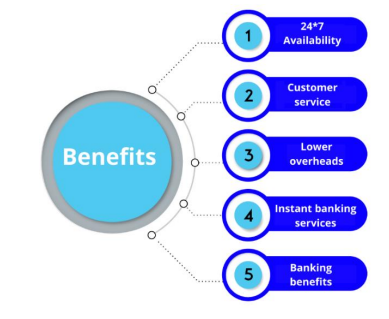 Benefits
1
24*7
Availability
2
Customer
service
3
Lower
overheads
4
Instant banking
services
5
Banking
benefits